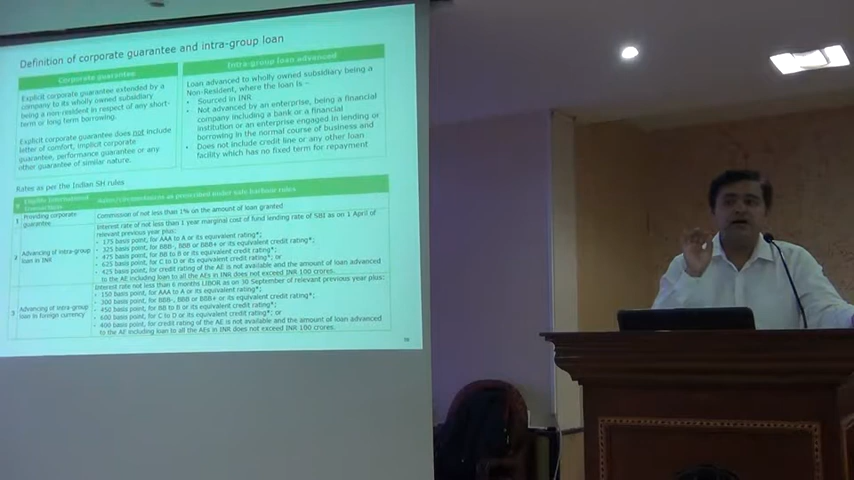 Definition of corporate guarantee and intra-group loan
Corporate guarantee
Explicit corporate guarantee extended by a
company to its wholly owned subsidiary
being a non-resident in respect of any short-
term or long term borrowing.
Explicit corporate guarantee does not include
letter of comfort, implicit corporate
guarantee, performance guarantee or any
other guarantee of similar nature.
Intra-group loan advanced
Loan advanced to wholly owned subsidiary being a
Non-Resident, where the loan is –
• Sourced in INR
• Not advanced by an enterprise, being a financial
company including a bank or a financial
institution or an enterprise engaged in lending or
borrowing in the normal course of business and
• Does not include credit line or any other loan
facility which has no fixed term for repayment
Rates as per the Indian SH rules
# Eligible International
Rates/circumstances as prescribed under safe harbour rules
1 Providing corporate
guarantee
Commission of not less than 1% on the amount of loan granted
2 Advancing of intra-group
loan in INR
Interest rate of not less than 1 year marginal cost of fund lending rate of SBI as on 1 April of
relevant previous year plus:
- 175 basis point, for AAA to A or its equivalent rating*;
- 325 basis point, for BBB-, BBB or BBB+ or its equivalent credit rating*;
- 475 basis point, for BB to B or its equivalent credit rating*;
- 625 basis point, for C to D or its equivalent credit rating*; or
- 425 basis point, for credit rating of the AE is not available and the amount of loan advanced
to the AE including loan to all the AEs in INR does not exceed INR 100 crores.
3 Advancing of intra-group
loan in foreign currency
Interest rate not less than 6 months LIBOR as on 30 September of relevant previous year plus:
- 150 basis point, for AAA to A or its equivalent rating*;
- 300 basis point, for BBB-, BBB or BBB+ or its equivalent credit rating*;
- 450 basis point, for BB to B or its equivalent credit rating*;
- 600 basis point, for C to D or its equivalent credit rating*; or
- 400 basis point, for credit rating of the AE is not available and the amount of loan advanced
to the AE including loan to all the AEs in INR does not exceed INR 100 crores.